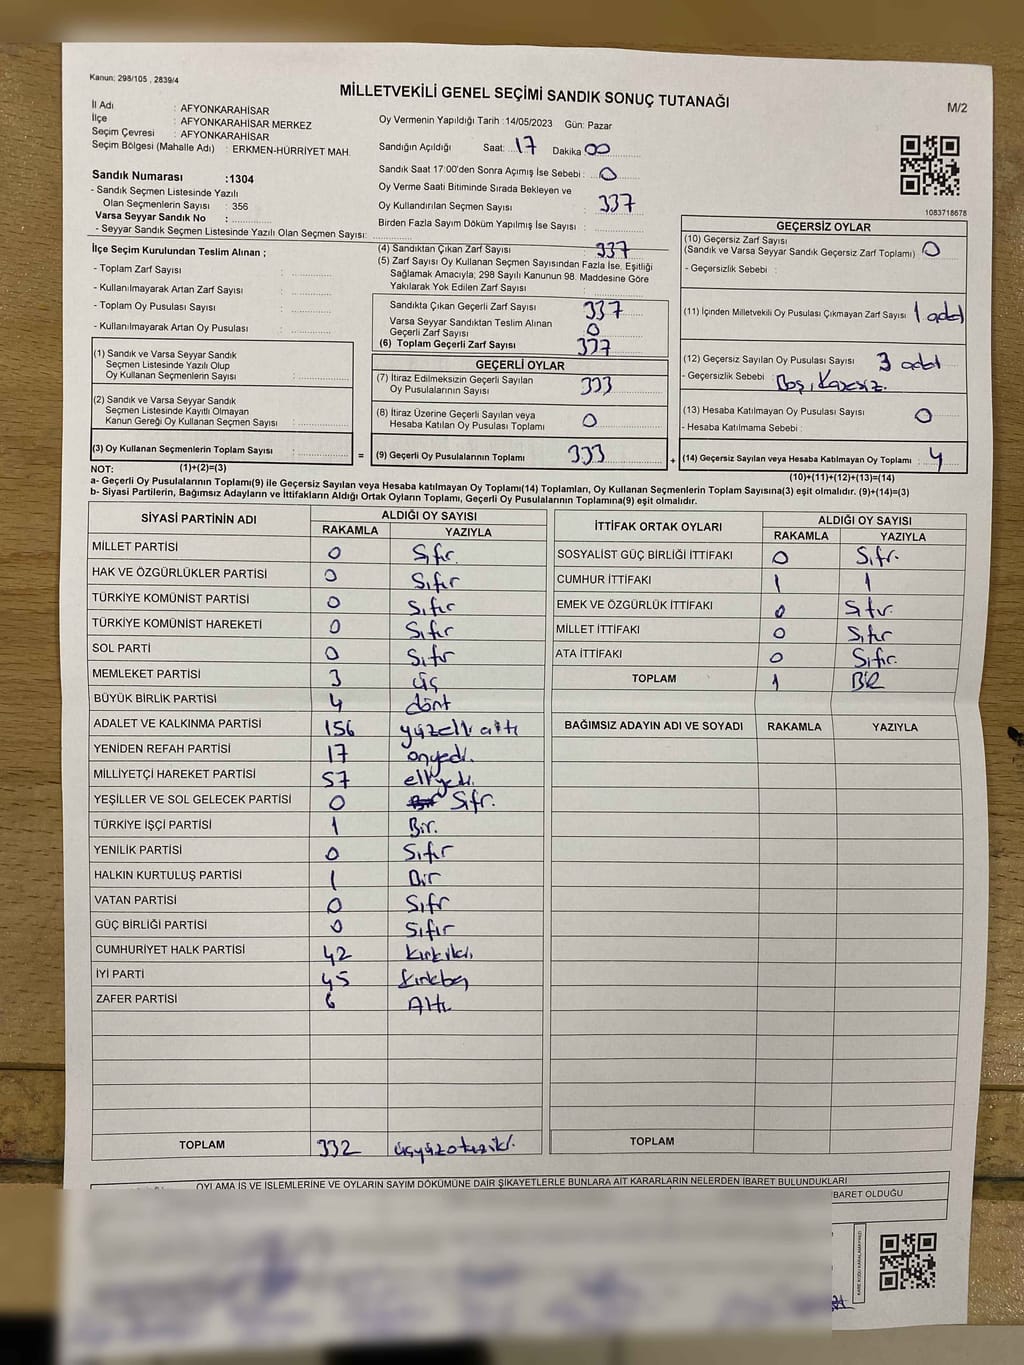 Kanun: 298/105 , 2839/4
MİLLETVEKİLİ GENEL SEÇİMİ SANDIK SONUÇ TUTANAĞI
M/2
İl Adı : AFYONKARAHİSAR
İlçe : AFYONKARAHİSAR MERKEZ
Seçim Çevresi : AFYONKARAHİSAR
Seçim Bölgesi (Mahalle Adı) : ERKMEN-HÜRRİYET MAH.
Sandık Numarası :1304
- Sandık Seçmen Listesinde Yazılı
Olan Seçmenlerin Sayısı : 356
Varsa Seyyar Sandık No :
- Seyyar Sandık Seçmen Listesinde Yazılı Olan Seçmen Sayısı:
Oy Vermenin Yapıldığı Tarih :14/05/2023 Gün: Pazar
Sandığın Açıldığı Saat: 17 Dakika 00
Sandık Saat 17:00'den Sonra Açımış İse Sebebi : 0
Oy Verme Saati Bitiminde Sırada Bekleyen ve
Oy Kullandırılan Seçmen Sayısı : 337
Birden Fazla Sayım Döküm Yapılmış İse Sayısı :
1083718678
İlçe Seçim Kurulundan Teslim Alınan ;
- Toplam Zarf Sayısı :
- Kullanılmayarak Artan Zarf Sayısı :
- Toplam Oy Pusulası Sayısı :
- Kullanılmayarak Artan Oy Pusulası :
(1) Sandık ve Varsa Seyyar Sandık
Seçmen Listesinde Yazılı Olup
Oy Kullanan Seçmenlerin Sayısı :
(2) Sandık ve Varsa Seyyar Sandık
Seçmen Listesinde Kayıtlı Olmayan
Kanun Gereği Oy Kullanan Seçmen Sayısı :
(3) Oy Kullanan Seçmenlerin Toplam Sayısı : =
(4) Sandıktan Çıkan Zarf Sayısı : 337
(5) Zarf Sayısı Oy Kullanan Seçmen Sayısından Fazla İse, Eşitliği
Sağlamak Amacıyla; 298 Sayılı Kanunun 98. Maddesine Göre
Yakılarak Yok Edilen Zarf Sayısı :
Sandıkta Çıkan Geçerli Zarf Sayısı : 337
Varsa Seyyar Sandıktan Teslim Alınan
Geçerli Zarf Sayısı : 0
(6) Toplam Geçerli Zarf Sayısı : 337
GEÇERLİ OYLAR
(7) İtiraz Edilmeksizin Geçerli Sayılan
Oy Pusulalarının Sayısı : 333
(8) İtiraz Üzerine Geçerli Sayılan veya
Hesaba Katılan Oy Pusulası Toplamı : 0
(9) Geçerli Oy Pusulalarının Toplamı : 333 +
GEÇERSİZ OYLAR
(10) Geçersiz Zarf Sayısı
(Sandık ve Varsa Seyyar Sandık Geçersiz Zarf Toplamı) : 0
- Geçersizlik Sebebi :
(11) İçinden Milletvekili Oy Pusulası Çıkmayan Zarf Sayısı : 1 adet
(12) Geçersiz Sayılan Oy Pusulası Sayısı : 3 adet
- Geçersizlik Sebebi : Boş,
(13) Hesaba Katılmayan Oy Pusulası Sayısı : 0
- Hesaba Katılmama Sebebi :
(14) Geçersiz Sayılan veya Hesaba Katılmayan Oy Toplamı : 4
NOT: (1)+(2)=(3) (10)+(11)+(12)+(13)=(14)
a- Geçerli Oy Pusulalarının Toplamı(9) ile Geçersiz Sayılan veya Hesaba katılmayan Oy Toplamı(14) Toplamları, Oy Kullanan Seçmenlerin Toplam Sayısına(3) eşit olmalıdır. (9)+(14)=(3)
b- Siyasi Partilerin, Bağımsız Adayların ve İttifakların Aldığı Ortak Oyların Toplamı, Geçerli Oy Pusulalarının Toplamına(9) eşit olmalıdır.
SİYASİ PARTİNİN ADI ALDIĞI OY SAYISI
RAKAMLA YAZIYLA
MİLLET PARTİSİ 0 Sıfır
HAK VE ÖZGÜRLÜKLER PARTİSİ 0 Sıfır
TÜRKİYE KOMÜNİST PARTİSİ 0 Sıfır
TÜRKİYE KOMÜNİST HAREKETİ 0 Sıfır
SOL PARTİ 0 Sıfır
MEMLEKET PARTİSİ 3 üç
BÜYÜK BİRLİK PARTİSİ 4 dört
ADALET VE KALKINMA PARTİSİ 156 yüzelli altı
YENİDEN REFAH PARTİSİ 17 onyedi.
MİLLİYETÇİ HAREKET PARTİSİ 57 elliyedi.
YEŞİLLER VE SOL GELECEK PARTİSİ 0 Sıfır.
TÜRKİYE İŞÇİ PARTİSİ 1 Bir.
YENİLİK PARTİSİ 0 Sıfır
HALKIN KURTULUŞ PARTİSİ 1 Bir
VATAN PARTİSİ 0 Sıfır
GÜÇ BİRLİĞİ PARTİSİ 0 Sıfır
CUMHURİYET HALK PARTİSİ 42 kırkiki
İYİ PARTİ 45 kırkbeş
ZAFER PARTİSİ 6 Altı
TOPLAM 332 üçyüzotuziki.
İTTİFAK ORTAK OYLARI ALDIĞI OY SAYISI
RAKAMLA YAZIYLA
SOSYALİST GÜÇ BİRLİĞİ İTTİFAKI 0 Sıfır.
CUMHUR İTTİFAKI 1 1
EMEK VE ÖZGÜRLÜK İTTİFAKI 0 Sıfır.
MİLLET İTTİFAKI 0 Sıfır
ATA İTTİFAKI 0 Sıfır.
TOPLAM 1 BİR
BAĞIMSIZ ADAYIN ADI VE SOYADI RAKAMLA YAZIYLA
TOPLAM
OYLAMA İŞ VE İŞLEMLERİNE VE OYLARIN SAYIM DÖKÜMÜNE DAİR ŞİKAYETLERLE BUNLARA AİT KARARLARIN NELERDEN İBARET BULUNDUKLARI
İBARET OLDUĞU